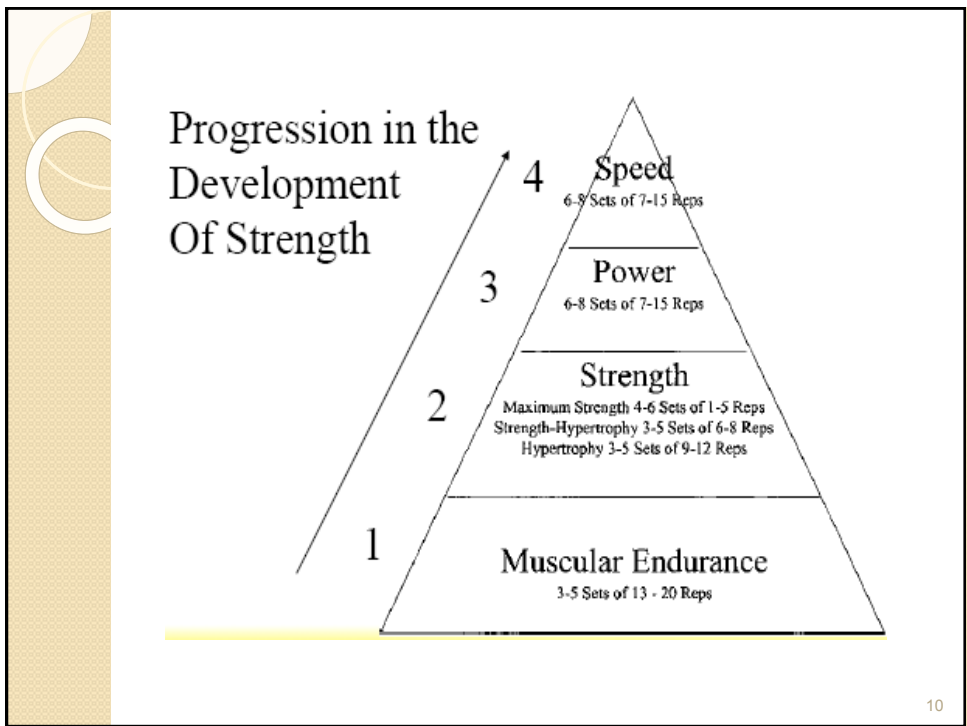 Progression in the
Development
Of Strength
4
Speed
6-8 Sets of 7-15 Reps
3
Power
6-8 Sets of 7-15 Reps
2
Strength
Maximum Strength 4-6 Sets of 1-5 Reps
Strength-Hypertrophy 3-5 Sets of 6-8 Reps
Hypertrophy 3-5 Sets of 9-12 Reps
1
Muscular Endurance
3-5 Sets of 13 - 20 Reps
10